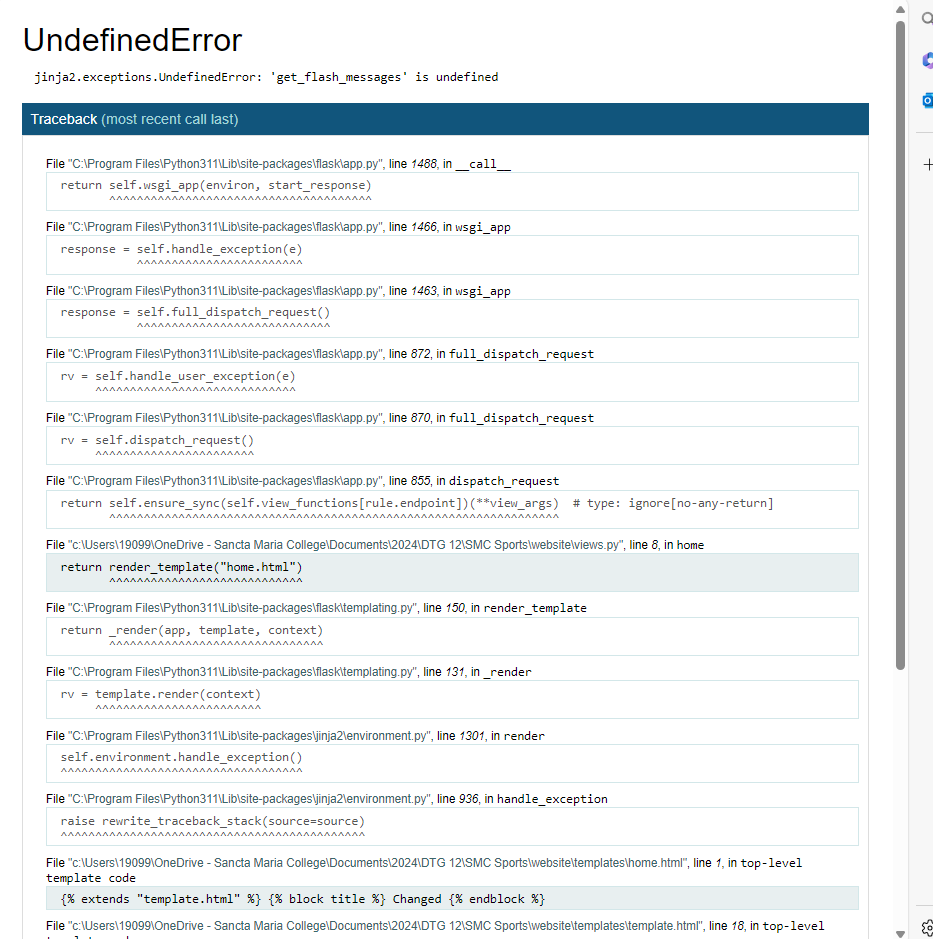 UndefinedError
jinja2.exceptions.UndefinedError: 'get_flash_messages' is undefined
Traceback (most recent call last)
File "C:\Program Files\Python311\Lib\site-packages\flask\app.py", line 1488, in __call__
return self.wsgi_app(environ, start_response)
^^^^^^^^^^^^^^^^^^^^^^^^^^^^^^^^^^^^^^
File "C:\Program Files\Python311\Lib\site-packages\flask\app.py", line 1466, in wsgi_app
response = self.handle_exception(e)
^^^^^^^^^^^^^^^^^^^^^^^^
File "C:\Program Files\Python311\Lib\site-packages\flask\app.py", line 1463, in wsgi_app
response = self.full_dispatch_request()
^^^^^^^^^^^^^^^^^^^^^^^^^^^^
File "C:\Program Files\Python311\Lib\site-packages\flask\app.py", line 872, in full_dispatch_request
rv = self.handle_user_exception(e)
^^^^^^^^^^^^^^^^^^^^^^^^^^^^^
File "C:\Program Files\Python311\Lib\site-packages\flask\app.py", line 870, in full_dispatch_request
rv = self.dispatch_request()
^^^^^^^^^^^^^^^^^^^^^^^
File "C:\Program Files\Python311\Lib\site-packages\flask\app.py", line 855, in dispatch_request
return self.ensure_sync(self.view_functions[rule.endpoint])(**view_args)  # type: ignore[no-any-return]
^^^^^^^^^^^^^^^^^^^^^^^^^^^^^^^^^^^^^^^^^^^^^^^^^^^^^^^^^^^^^^^^^
File "c:\Users\19099\OneDrive - Sancta Maria College\Documents\2024\DTG 12\SMC Sports\website\views.py", line 8, in home
return render_template("home.html")
^^^^^^^^^^^^^^^^^^^^^^^^^^^^
File "C:\Program Files\Python311\Lib\site-packages\flask\templating.py", line 150, in render_template
return _render(app, template, context)
^^^^^^^^^^^^^^^^^^^^^^^^^^^^^^^
File "C:\Program Files\Python311\Lib\site-packages\flask\templating.py", line 131, in _render
rv = template.render(context)
^^^^^^^^^^^^^^^^^^^^^^^^
File "C:\Program Files\Python311\Lib\site-packages\jinja2\environment.py", line 1301, in render
self.environment.handle_exception()
^^^^^^^^^^^^^^^^^^^^^^^^^^^^^^^^^^^
File "C:\Program Files\Python311\Lib\site-packages\jinja2\environment.py", line 936, in handle_exception
raise rewrite_traceback_stack(source=source)
^^^^^^^^^^^^^^^^^^^^^^^^^^^^^^^^^^^^^^^^^^^^
File "c:\Users\19099\OneDrive - Sancta Maria College\Documents\2024\DTG 12\SMC Sports\website\templates\home.html", line 1, in top-level
template code
{% extends "template.html" %} {% block title %} Changed {% endblock %}
File "c:\Users\19099\OneDrive - Sancta Maria College\Documents\2024\DTG 12\SMC Sports\website\templates\template.html", line 18, in top-level